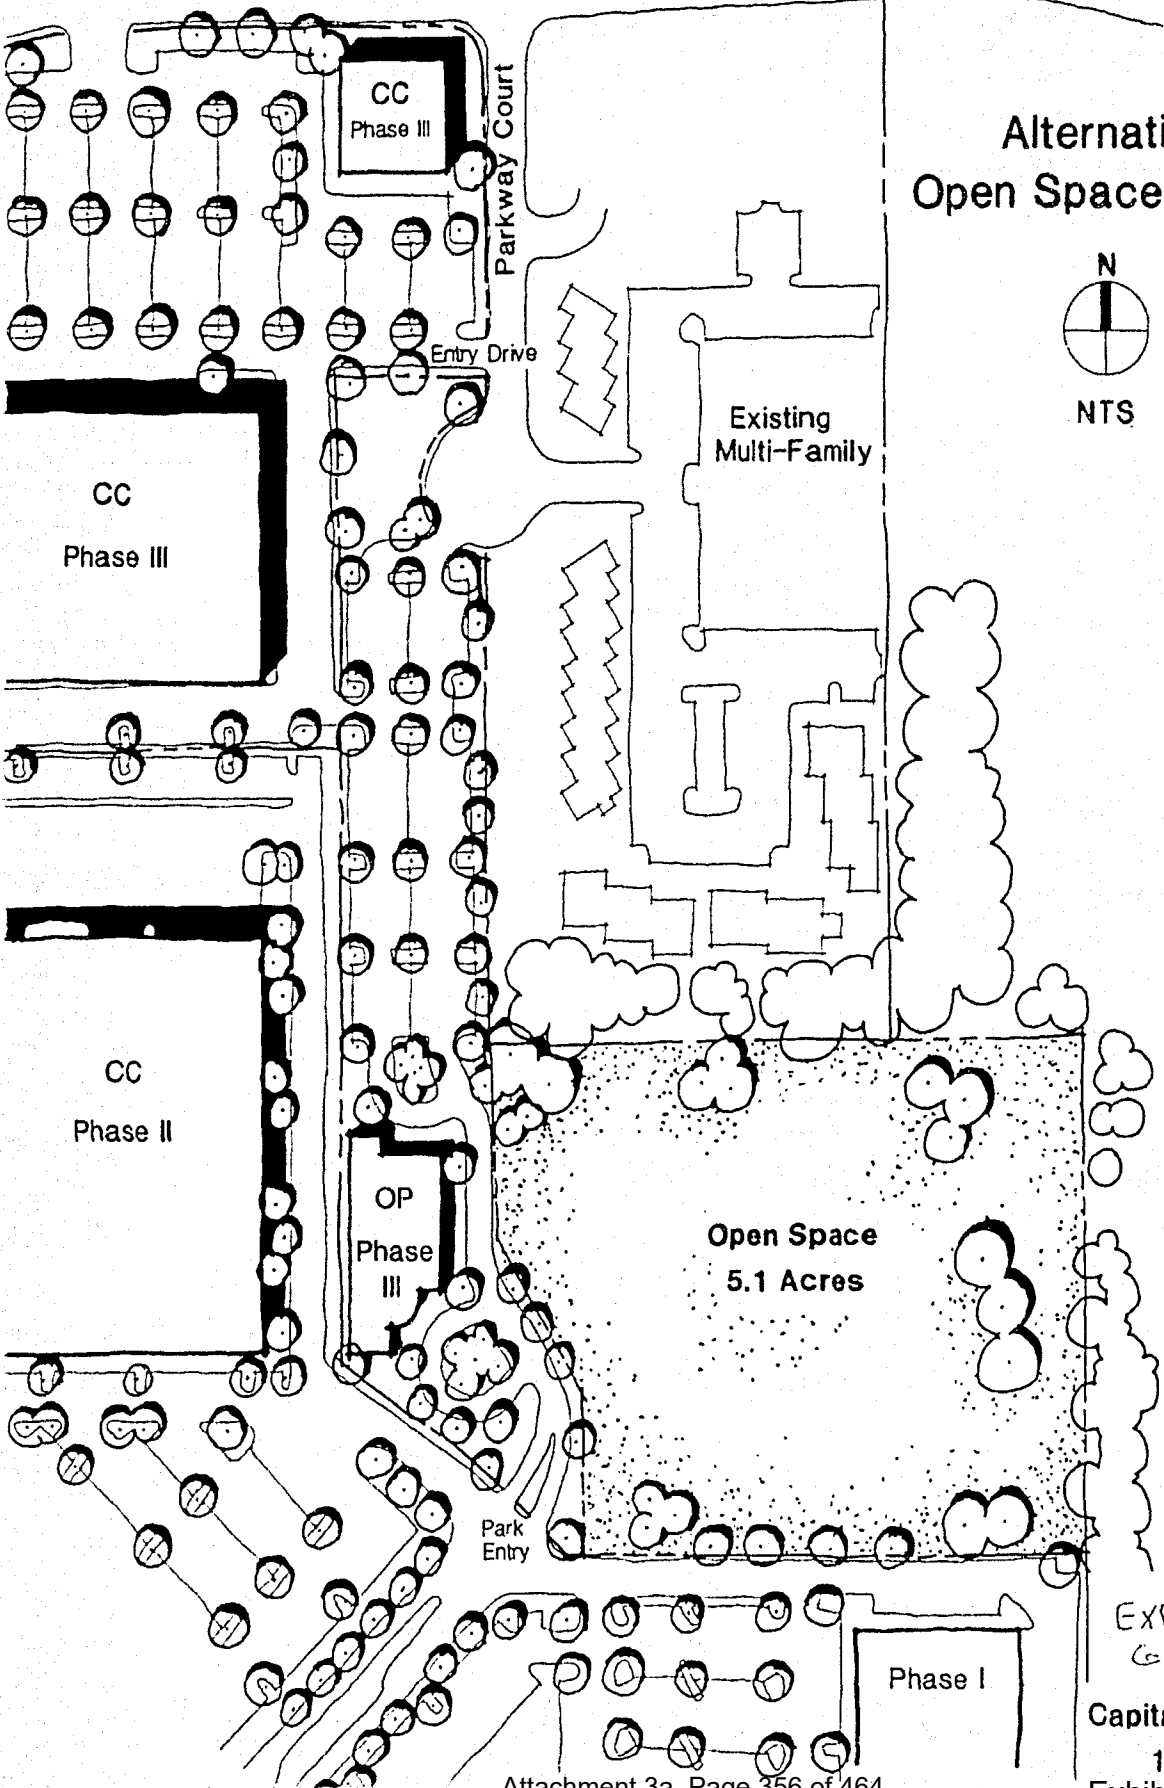 CC
Phase III
Parkway Court
Alternati
Open Space
N
NTS
Entry Drive
Existing
Multi-Family
CC
Phase III
CC
Phase II
OP
Phase
III
Open Space
5.1 Acres
Park
Entry
Phase I
Capita
1
Exhib
Attachment 3a, Page 356 of 464